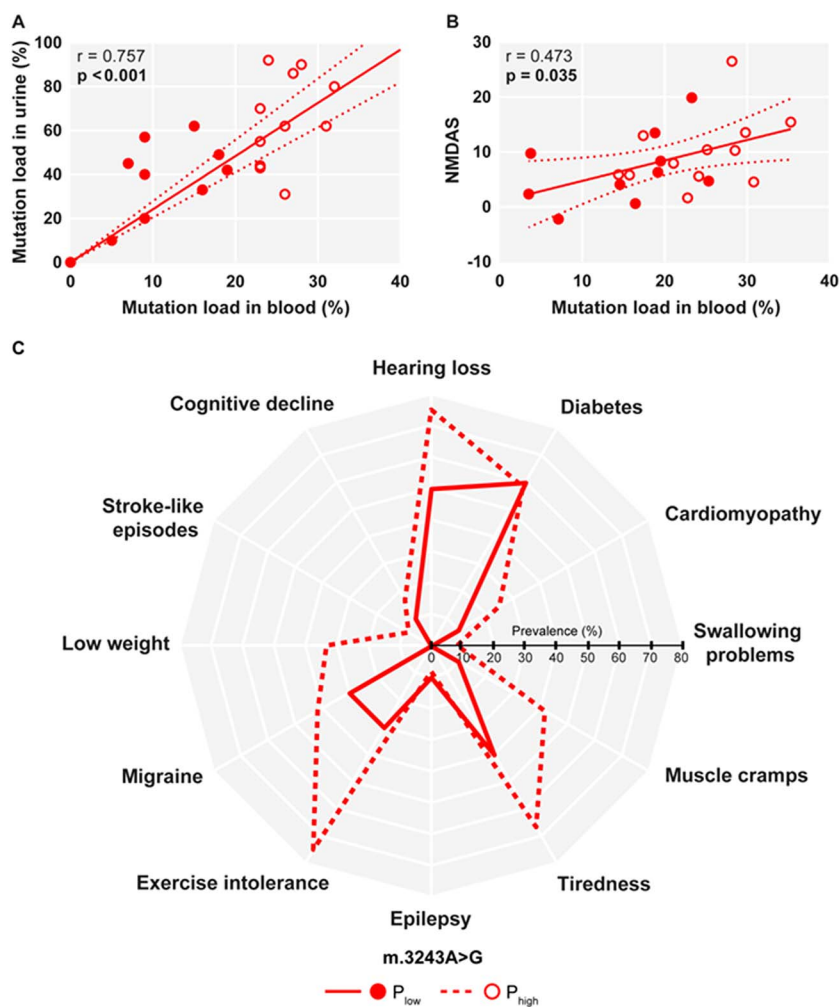 A
r = 0.757
p < 0.001
Mutation load in urine (%)
100
80
60
40
20
0
0
10
20
30
40
Mutation load in blood (%)
B
r = 0.473
p = 0.035
NMDAS
30
20
10
0
-10
0
10
20
30
40
Mutation load in blood (%)
C
Hearing loss
Diabetes
Cardiomyopathy
Swallowing
problems
Muscle cramps
Tiredness
Epilepsy
Exercise intolerance
Migraine
Low weight
Stroke-like
episodes
Cognitive decline
Prevalence (%)
0 10 20 30 40 50 60 70 80
m.3243A>G
Plow
Phigh